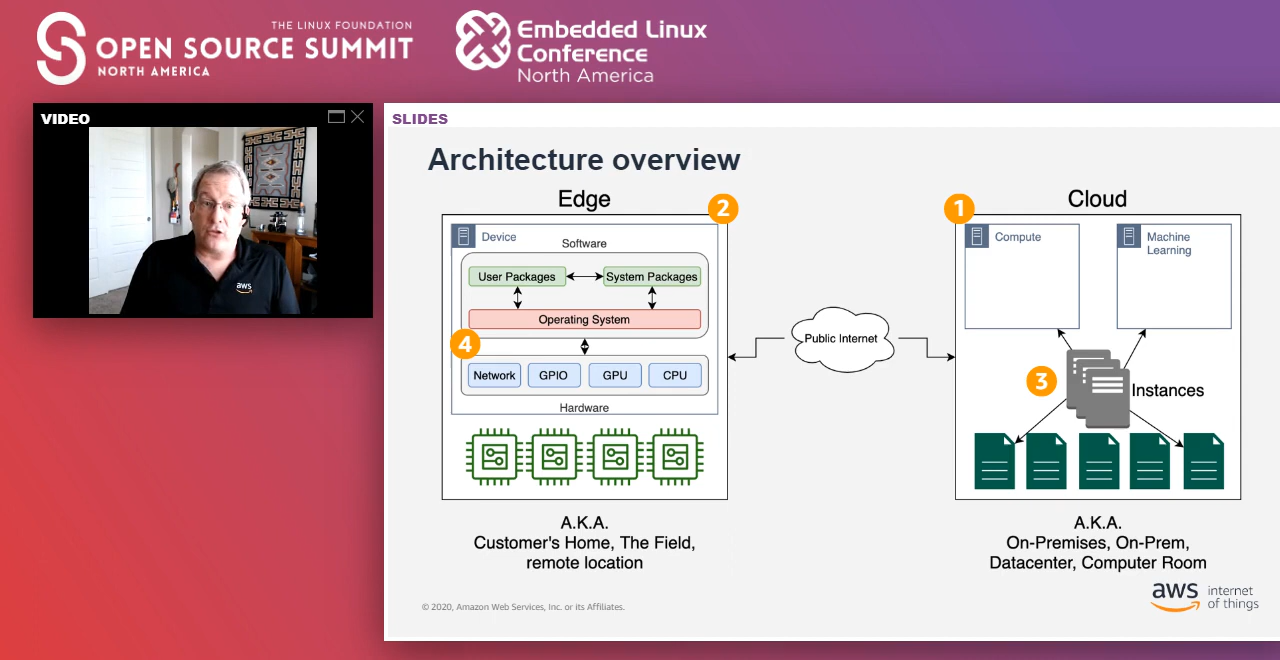 THE LINUX FOUNDATION
OPEN SOURCE SUMMIT
NORTH AMERICA
Embedded Linux
Conference
North America
VIDEO
aws
SLIDES
Architecture overview
Edge
2
Device
Software
User Packages
System Packages
Operating System
4
Network
GPIO
GPU
CPU
Hardware
A.K.A.
Customer's Home, The Field,
remote location
Public Internet
1
Cloud
Compute
Machine
Learning
3
Instances
A.K.A.
On-Premises, On-Prem,
Datacenter, Computer Room
© 2020, Amazon Web Services, Inc. or its Affiliates.
aws
internet
of things